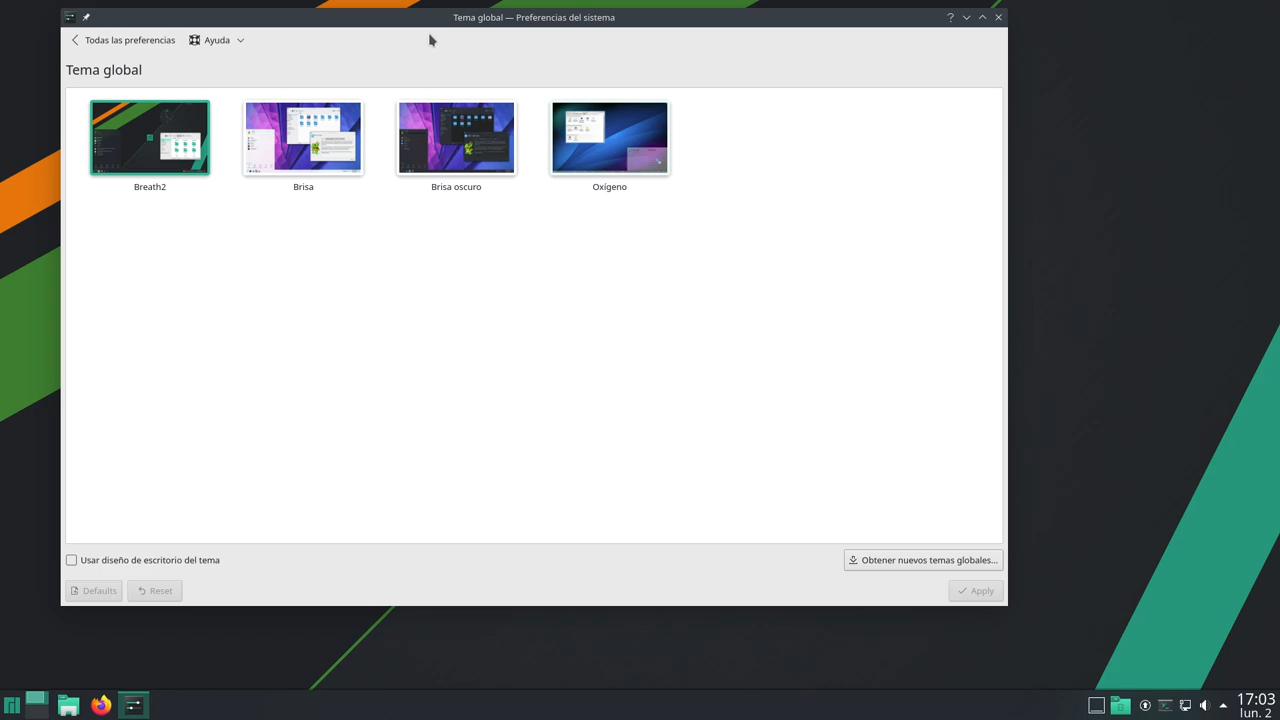 Tema global — Preferencias del sistema
Todas las preferencias Ayuda
Tema global
Breath2 Brisa Brisa oscuro Oxígeno
Usar diseño de escritorio del tema Obtener nuevos temas globales...
Defaults Reset Apply
17:03
lun. 2